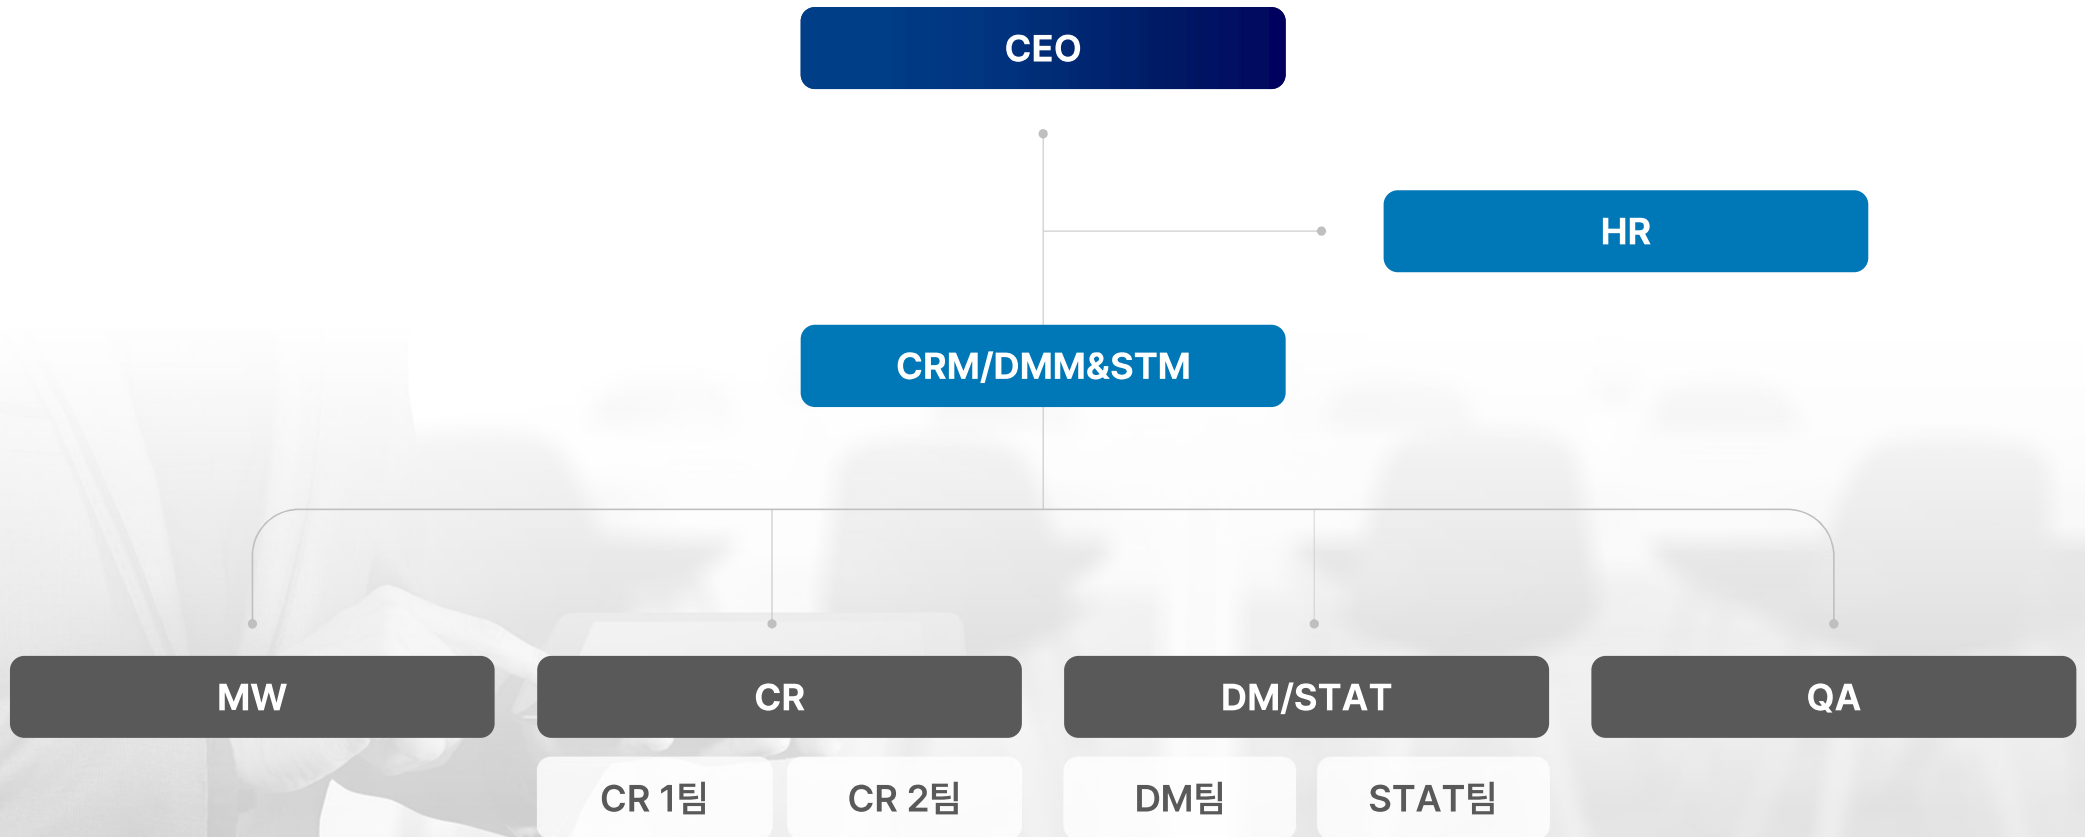 CEO
HR
CRM/DMM&STM
MW
CR
DM/STAT
QA
CR 1팀
CR 2팀
DM팀
STAT팀